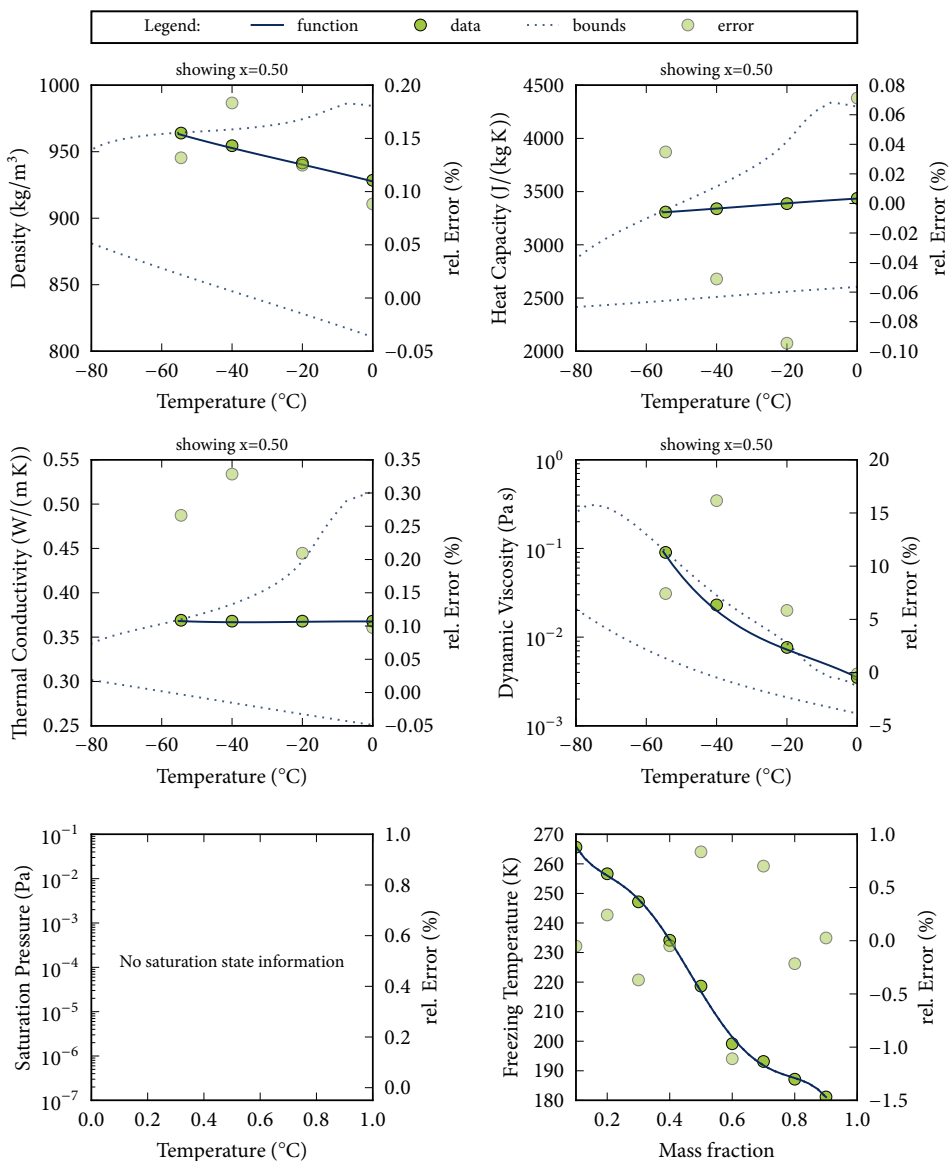 Legend: function data bounds error
showing x=0.50
1000
950
900
850
800
Density (kg/m³)
0.20
0.15
0.10
0.05
0.00
−0.05
rel. Error (%)
−80 −60 −40 −20 0
Temperature (°C)
showing x=0.50
4500
4000
3500
3000
2500
2000
Heat Capacity (J/(kg K))
0.08
0.06
0.04
0.02
0.00
−0.02
−0.04
−0.06
−0.08
−0.10
rel. Error (%)
−80 −60 −40 −20 0
Temperature (°C)
showing x=0.50
0.55
0.50
0.45
0.40
0.35
0.30
0.25
Thermal Conductivity (W/(m K))
0.35
0.30
0.25
0.20
0.15
0.10
0.05
0.00
−0.05
rel. Error (%)
−80 −60 −40 −20 0
Temperature (°C)
showing x=0.50
10⁰
10⁻¹
10⁻²
10⁻³
Dynamic Viscosity (Pa s)
20
15
10
5
0
−5
rel. Error (%)
−80 −60 −40 −20 0
Temperature (°C)
10⁻¹
10⁻²
10⁻³
10⁻⁴
10⁻⁵
10⁻⁶
10⁻⁷
Saturation Pressure (Pa)
No saturation state information
1.0
0.8
0.6
0.4
0.2
0.0
rel. Error (%)
0.0 0.2 0.4 0.6 0.8 1.0
Temperature (°C)
270
260
250
240
230
220
210
200
190
180
Freezing Temperature (K)
1.0
0.5
0.0
−0.5
−1.0
−1.5
rel. Error (%)
0.2 0.4 0.6 0.8 1.0
Mass fraction